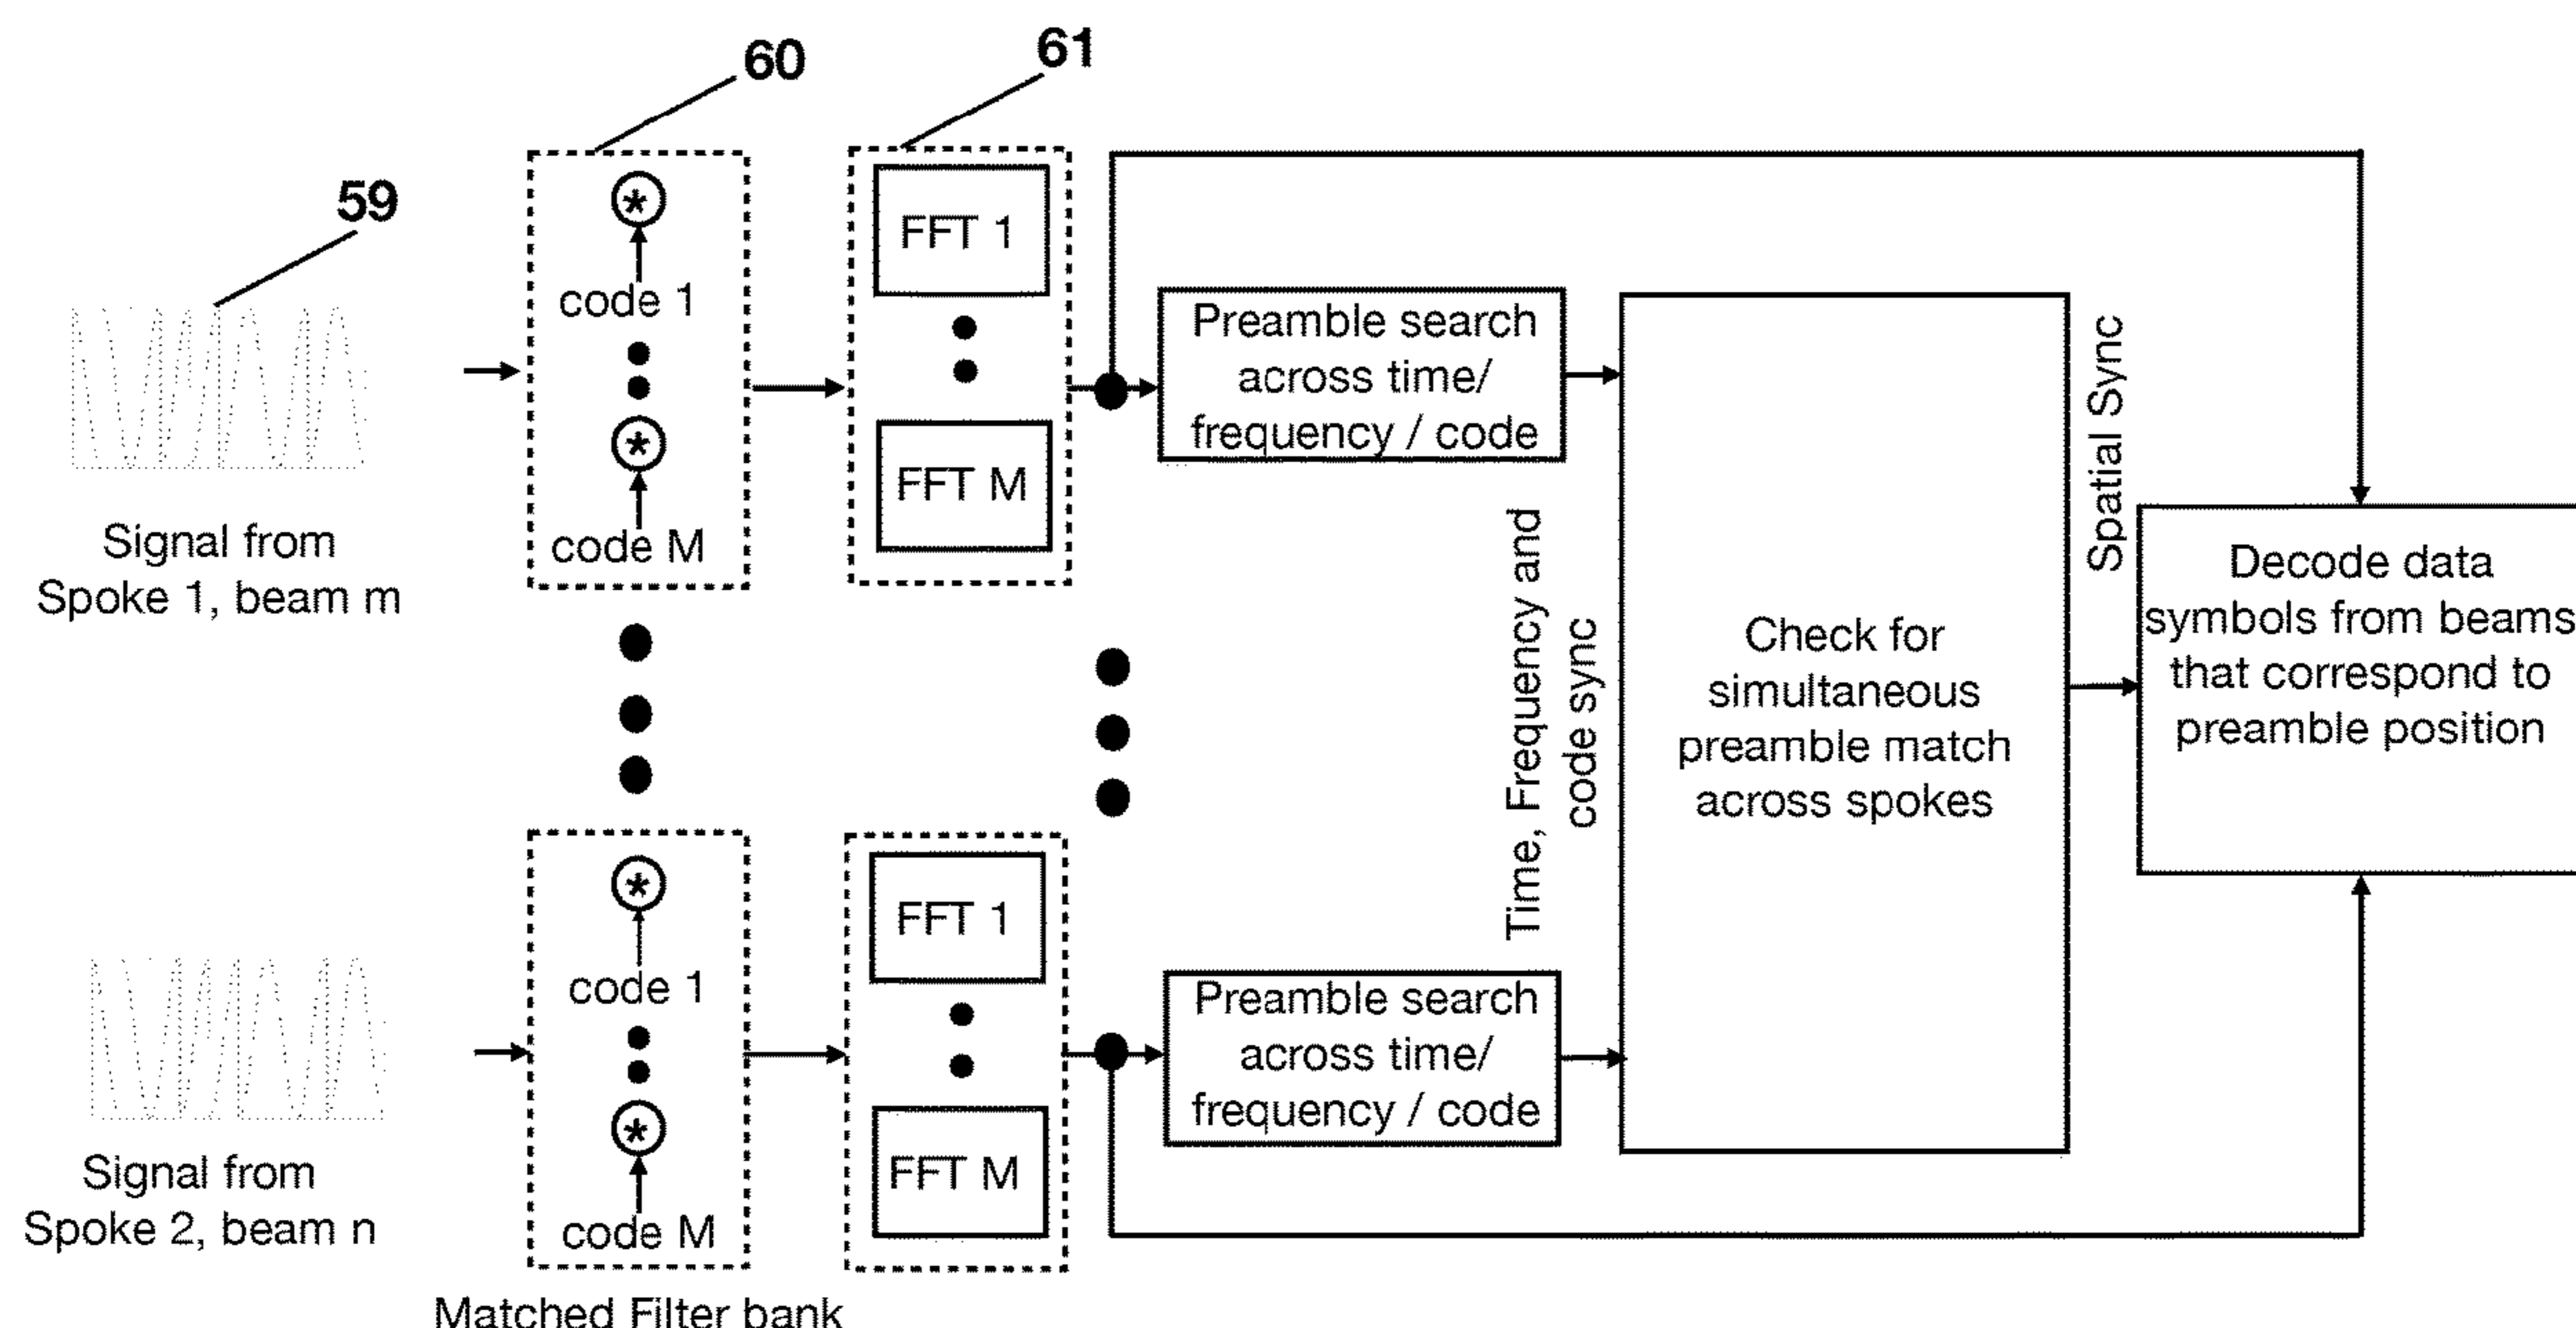 60
61
59
*
code 1
*
code M
FFT 1
FFT M
Signal from
Spoke 1, beam m
Preamble search
across time/
frequency / code
Time, Frequency and
code sync
Check for
simultaneous
preamble match
across spokes
Spatial Sync
Decode data
symbols from beams
that correspond to
preamble position
*
code 1
*
code M
FFT 1
FFT M
Signal from
Spoke 2, beam n
Preamble search
across time/
frequency / code
Matched Filter bank